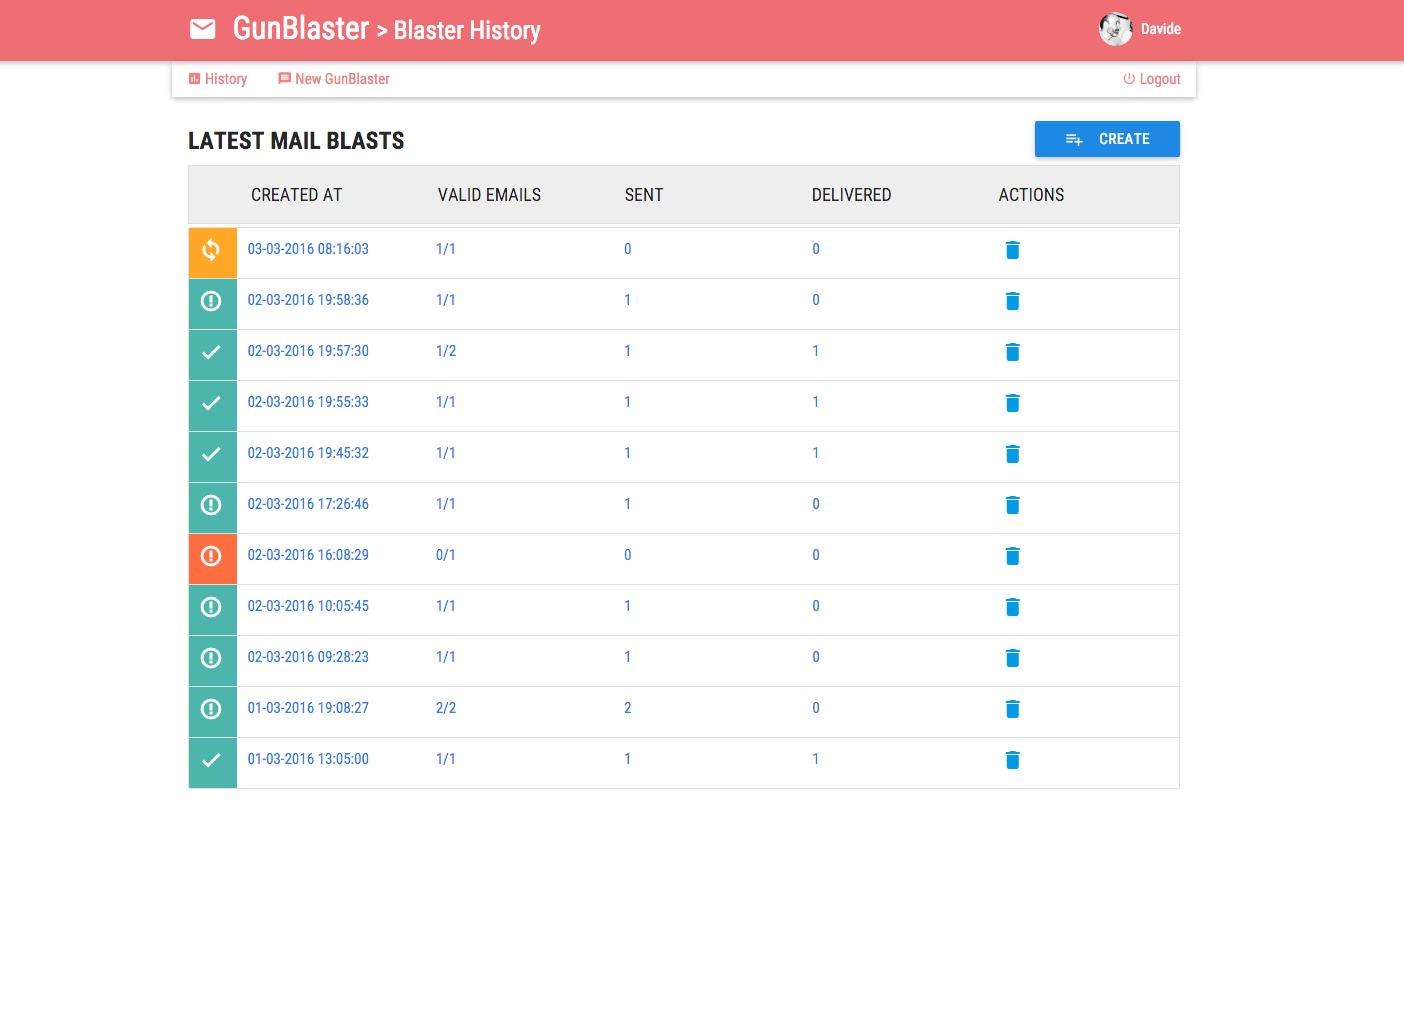 GunBlaster > Blaster History
Davide
History New GunBlaster Logout
LATEST MAIL BLASTS
CREATE
CREATED AT VALID EMAILS SENT DELIVERED ACTIONS
03-03-2016 08:16:03 1/1 0 0
02-03-2016 19:58:36 1/1 1 0
02-03-2016 19:57:30 1/2 1 1
02-03-2016 19:55:33 1/1 1 1
02-03-2016 19:45:32 1/1 1 1
02-03-2016 17:26:46 1/1 1 0
02-03-2016 16:08:29 0/1 0 0
02-03-2016 10:05:45 1/1 1 0
02-03-2016 09:28:23 1/1 1 0
01-03-2016 19:08:27 2/2 2 0
01-03-2016 13:05:00 1/1 1 1